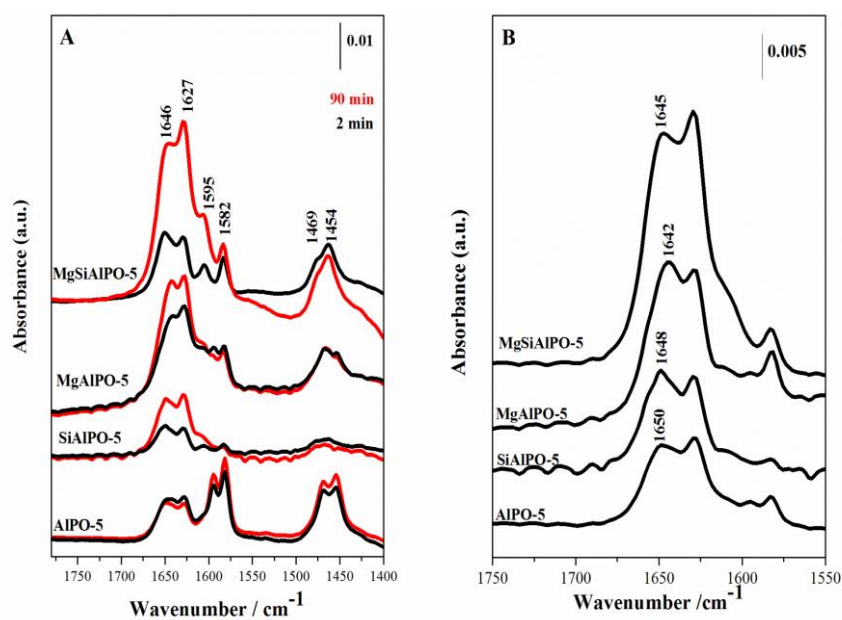 A
0.01
90 min
2 min
1646
1627
1595
1582
1469
1454
MgSiAlPO-5
MgAlPO-5
SiAlPO-5
AlPO-5
Absorbance (a.u.)
1750 1700 1650 1600 1550 1500 1450 1400
Wavenumber / cm-1
B
0.005
1645
1642
1648
1650
MgSiAlPO-5
MgAlPO-5
SiAlPO-5
AlPO-5
Absorbance (a.u.)
1750 1700 1650 1600 1550
Wavenumber /cm-1